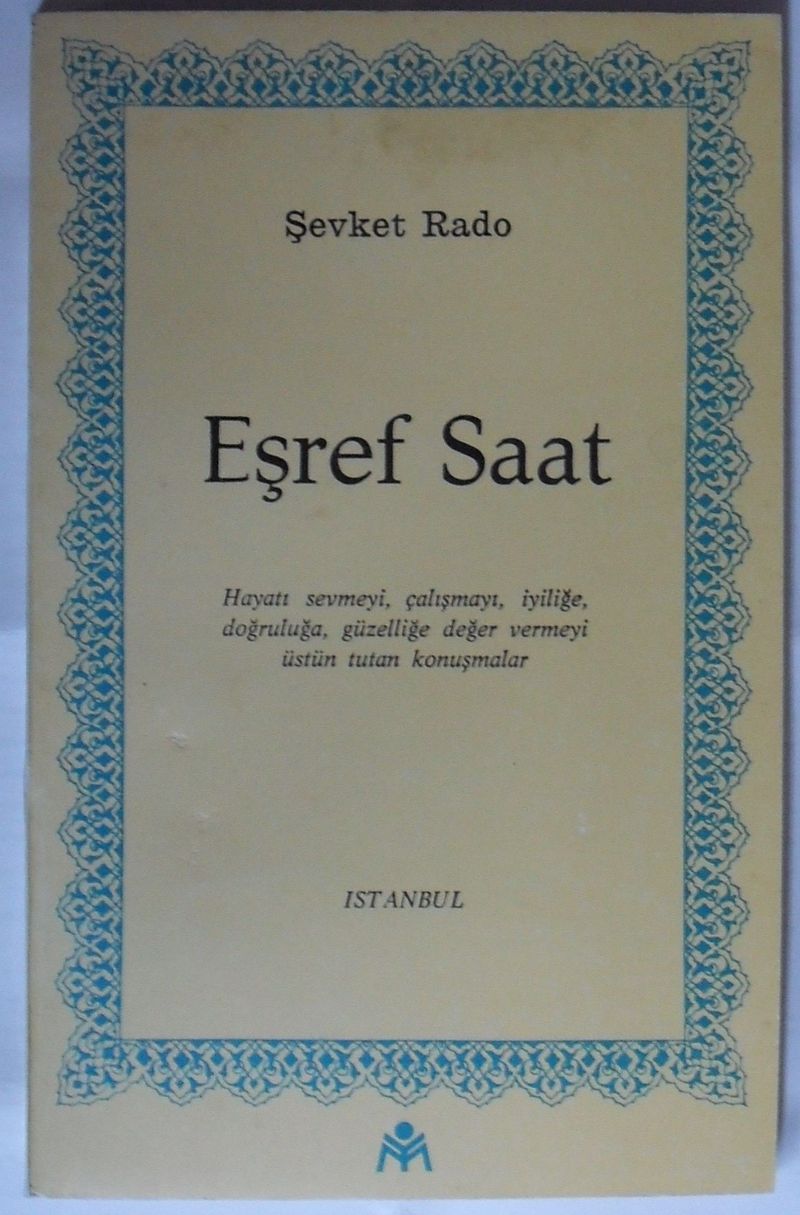 Şevket Rado
Eşref Saat
Hayatı sevmeyi, çalışmayı, iyiliğe,
doğruluğa, güzelliğe değer vermeyi
üstün tutan konuşmalar
ISTANBUL